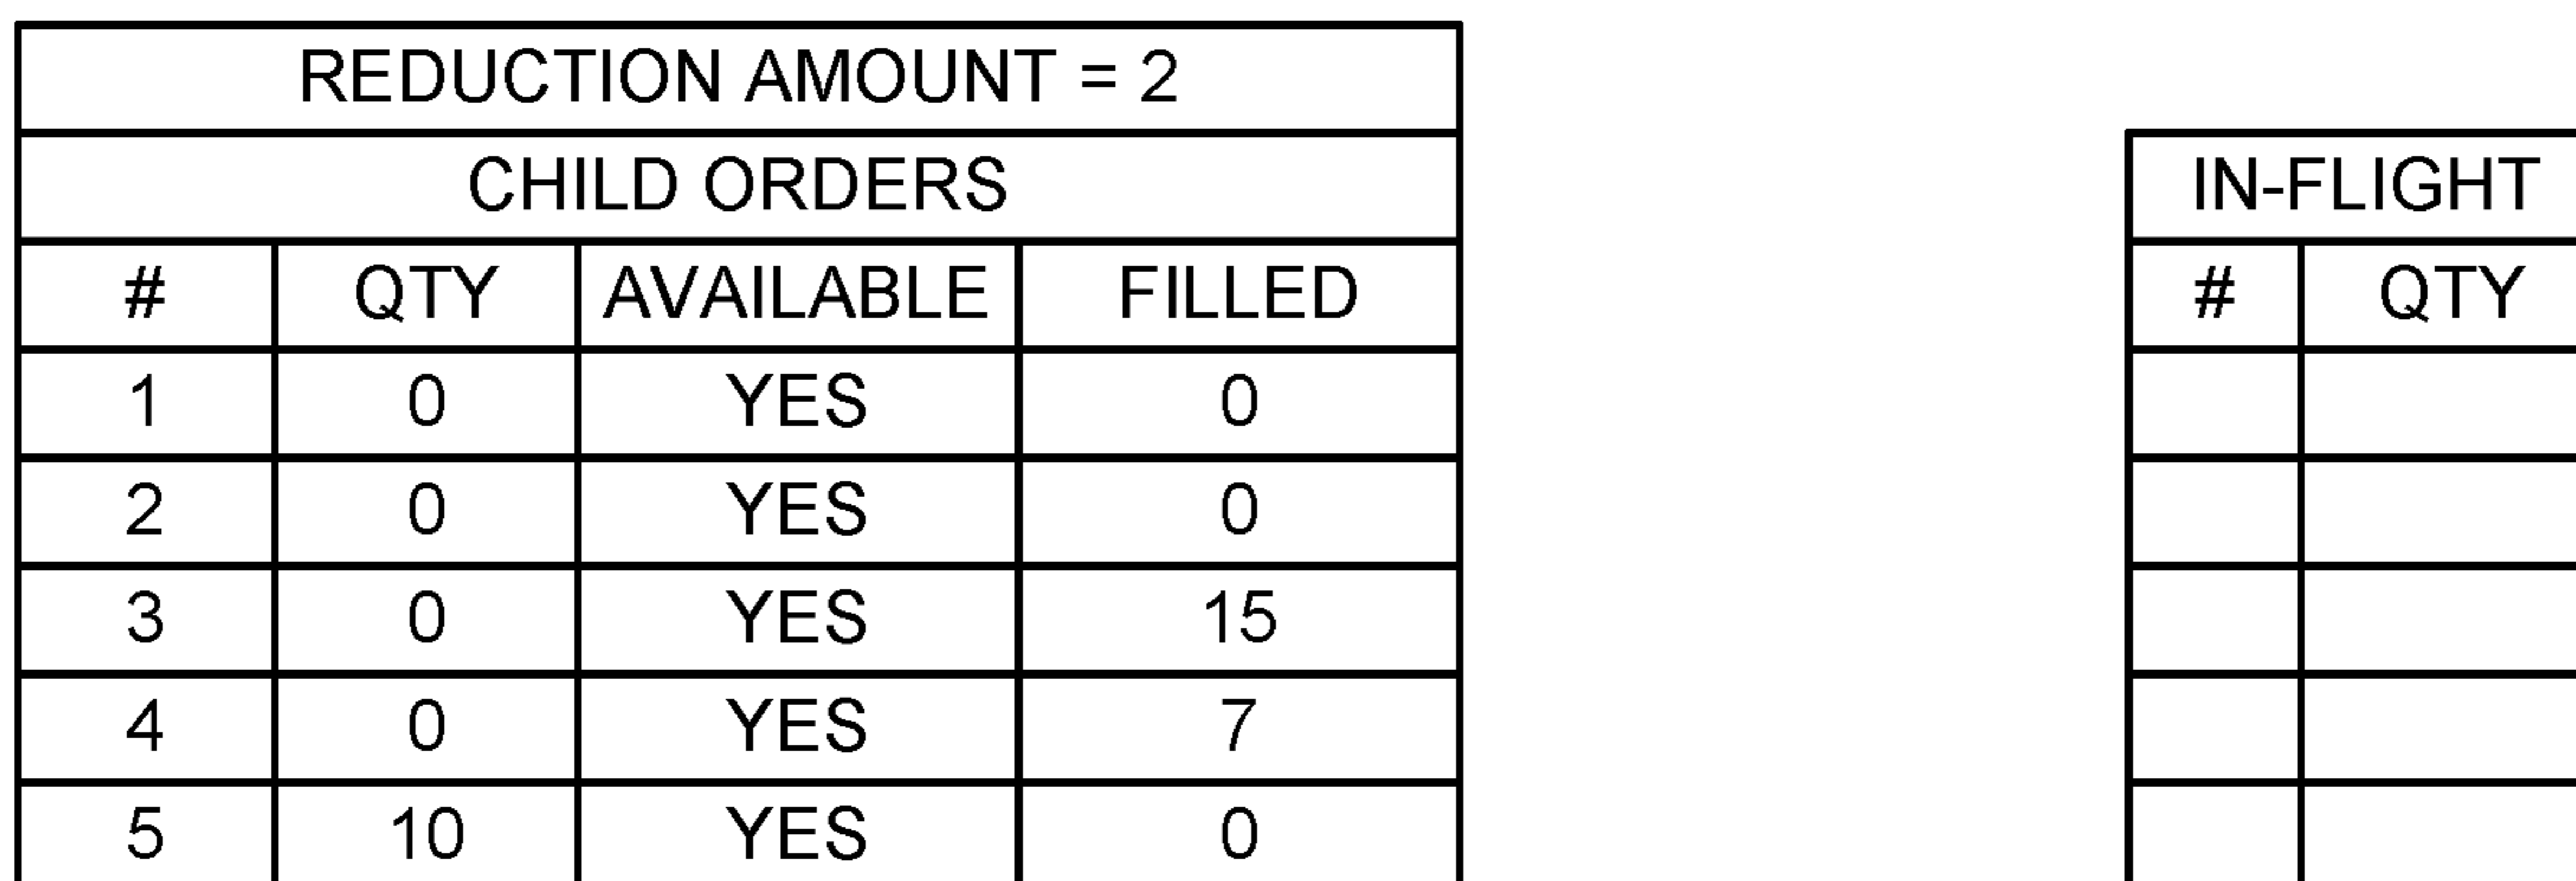 REDUCTION AMOUNT = 2
CHILD ORDERS
# QTY AVAILABLE FILLED
1 0 YES 0
2 0 YES 0
3 0 YES 15
4 0 YES 7
5 10 YES 0
IN-FLIGHT
# QTY